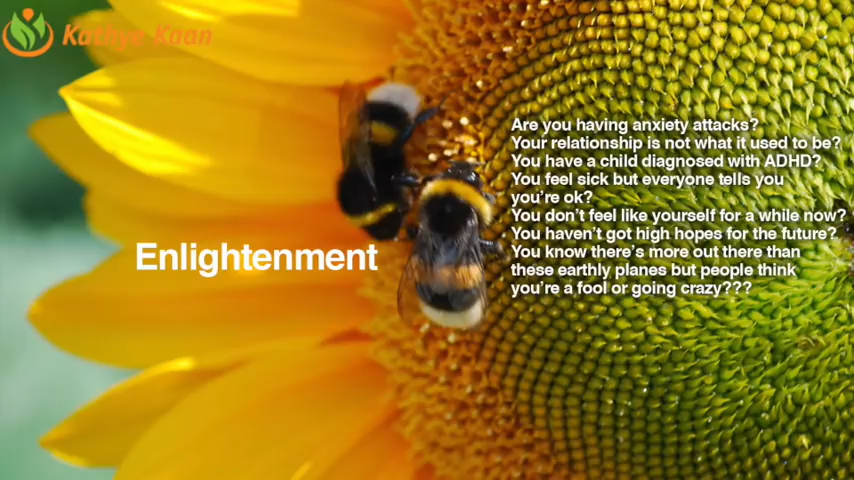 Kathye Kaan
Enlightenment
Are you having anxiety attacks?
Your relationship is not what it used to be?
You have a child diagnosed with ADHD?
You feel sick but everyone tells you
you're ok?
You don't feel like yourself for a while now?
You haven't got high hopes for the future?
You know there's more out there than
these earthly planes but people think
you're a fool or going crazy???